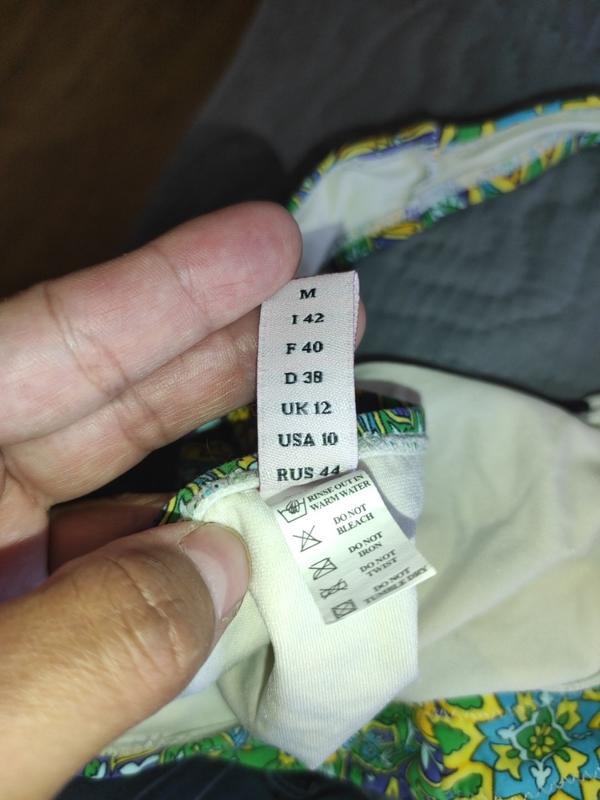 M
I 42
F 40
D 38
UK 12
USA 10
RUS 44
RINSE OUT IN
WARM WATER
DO NOT
BLEACH
DO NOT
IRON
DO NOT
TWIST
DO NOT
TUMBLE DRY